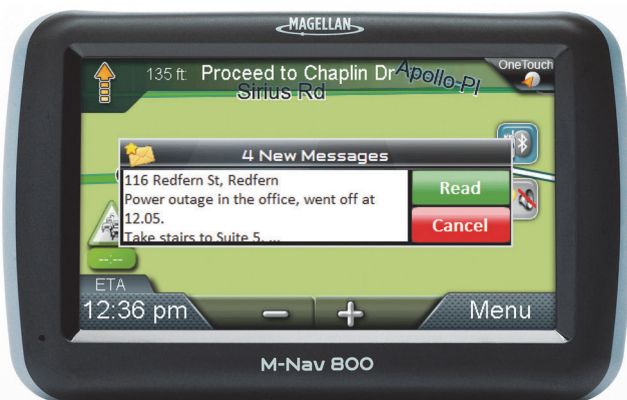 MAGELLAN
135 ft Proceed to Chaplin Dr
Apollo-Pl
OneTouch
Sirius Rd
4 New Messages
116 Redfern St, Redfern
Power outage in the office, went off at
12.05.
Take stairs to Suite 5. ...
Read
Cancel
--:--
ETA
12:36 pm
Menu
M-Nav 800